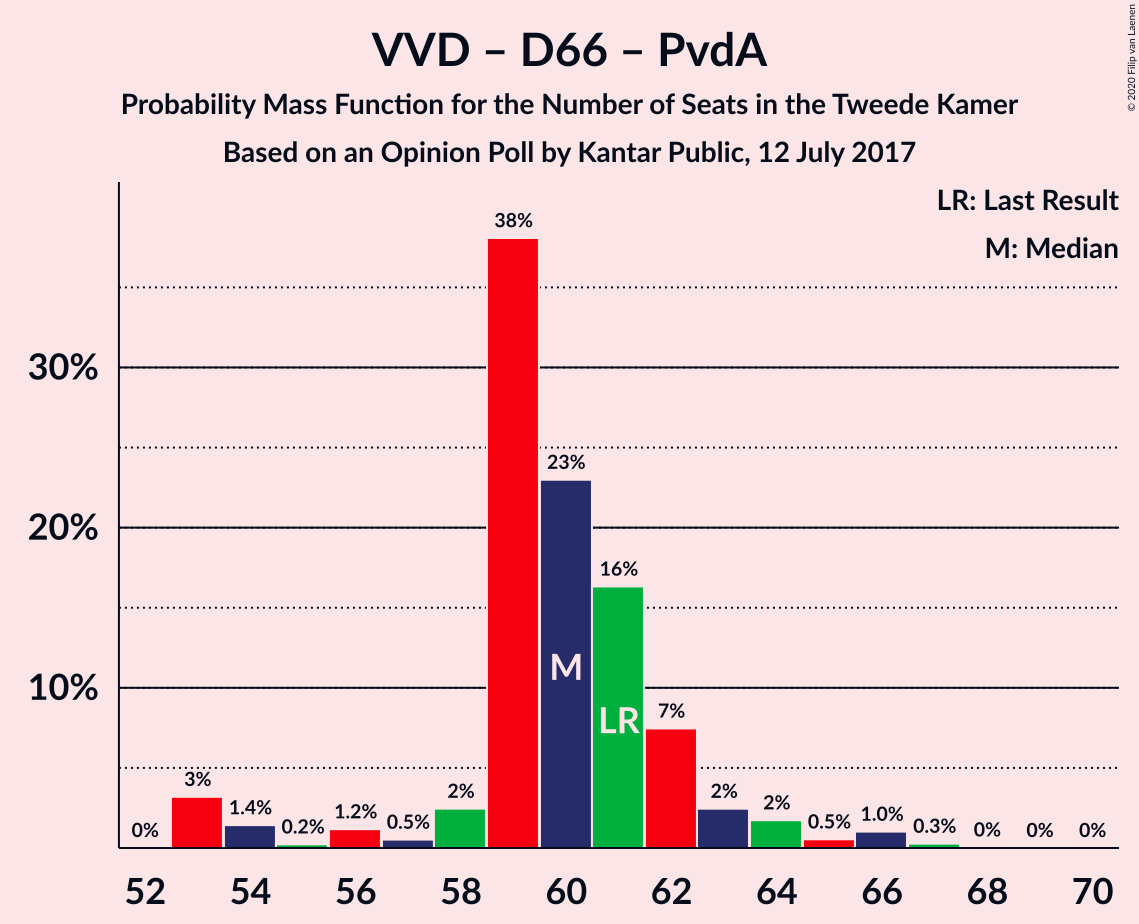 VVD – D66 – PvdA
Probability Mass Function for the Number of Seats in the Tweede Kamer
Based on an Opinion Poll by Kantar Public, 12 July 2017
© 2020 Filip van Laenen
LR: Last Result
M: Median
38%
30%
23%
20%
16%
M
10%
LR
7%
3%
2%
2%
2%
1.4%
1.2%
1.0%
0.5%
0.5%
0.3%
0.2%
0%
0%
0%
0%
52 54 56 58 60 62 64 66 68 70